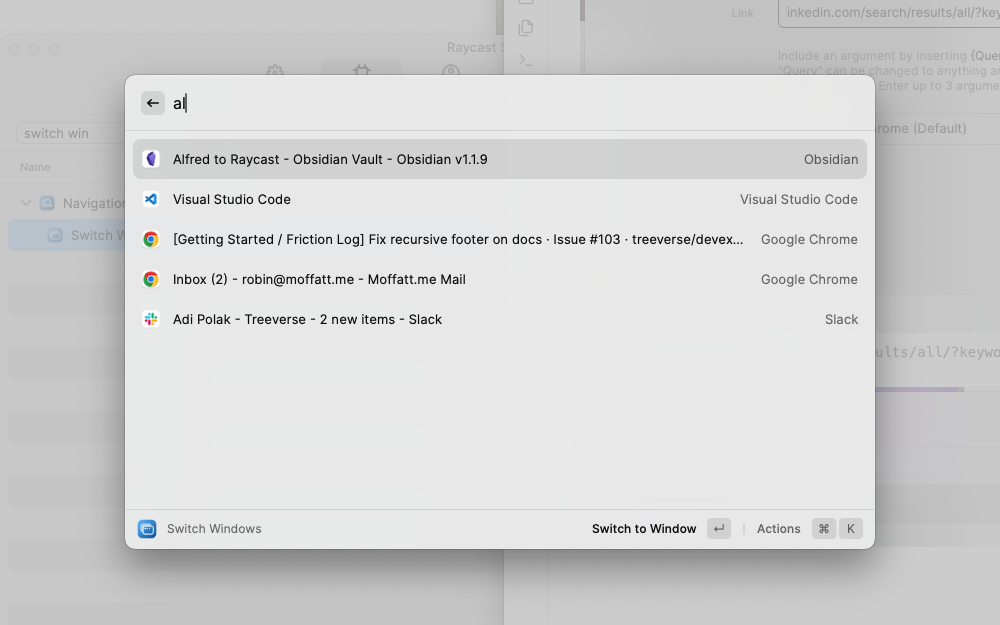 Link
inkedin.com/search/results/all/?key
Raycast S
Include an argument by inserting {Quer
"Query" can be changed to anything a
Enter up to 3 argume
al
switch win
rome (Default)
Name
Alfred to Raycast - Obsidian Vault - Obsidian v1.1.9
Obsidian
Visual Studio Code
Visual Studio Code
Navigation
[Getting Started / Friction Log] Fix recursive footer on docs · Issue #103 · treeverse/devex...
Google Chrome
Switch W
Inbox (2) - robin@moffatt.me - Moffatt.me Mail
Google Chrome
Adi Polak - Treeverse - 2 new items - Slack
Slack
ults/all/?keywo
Switch Windows
Switch to Window
↵
Actions
⌘
K